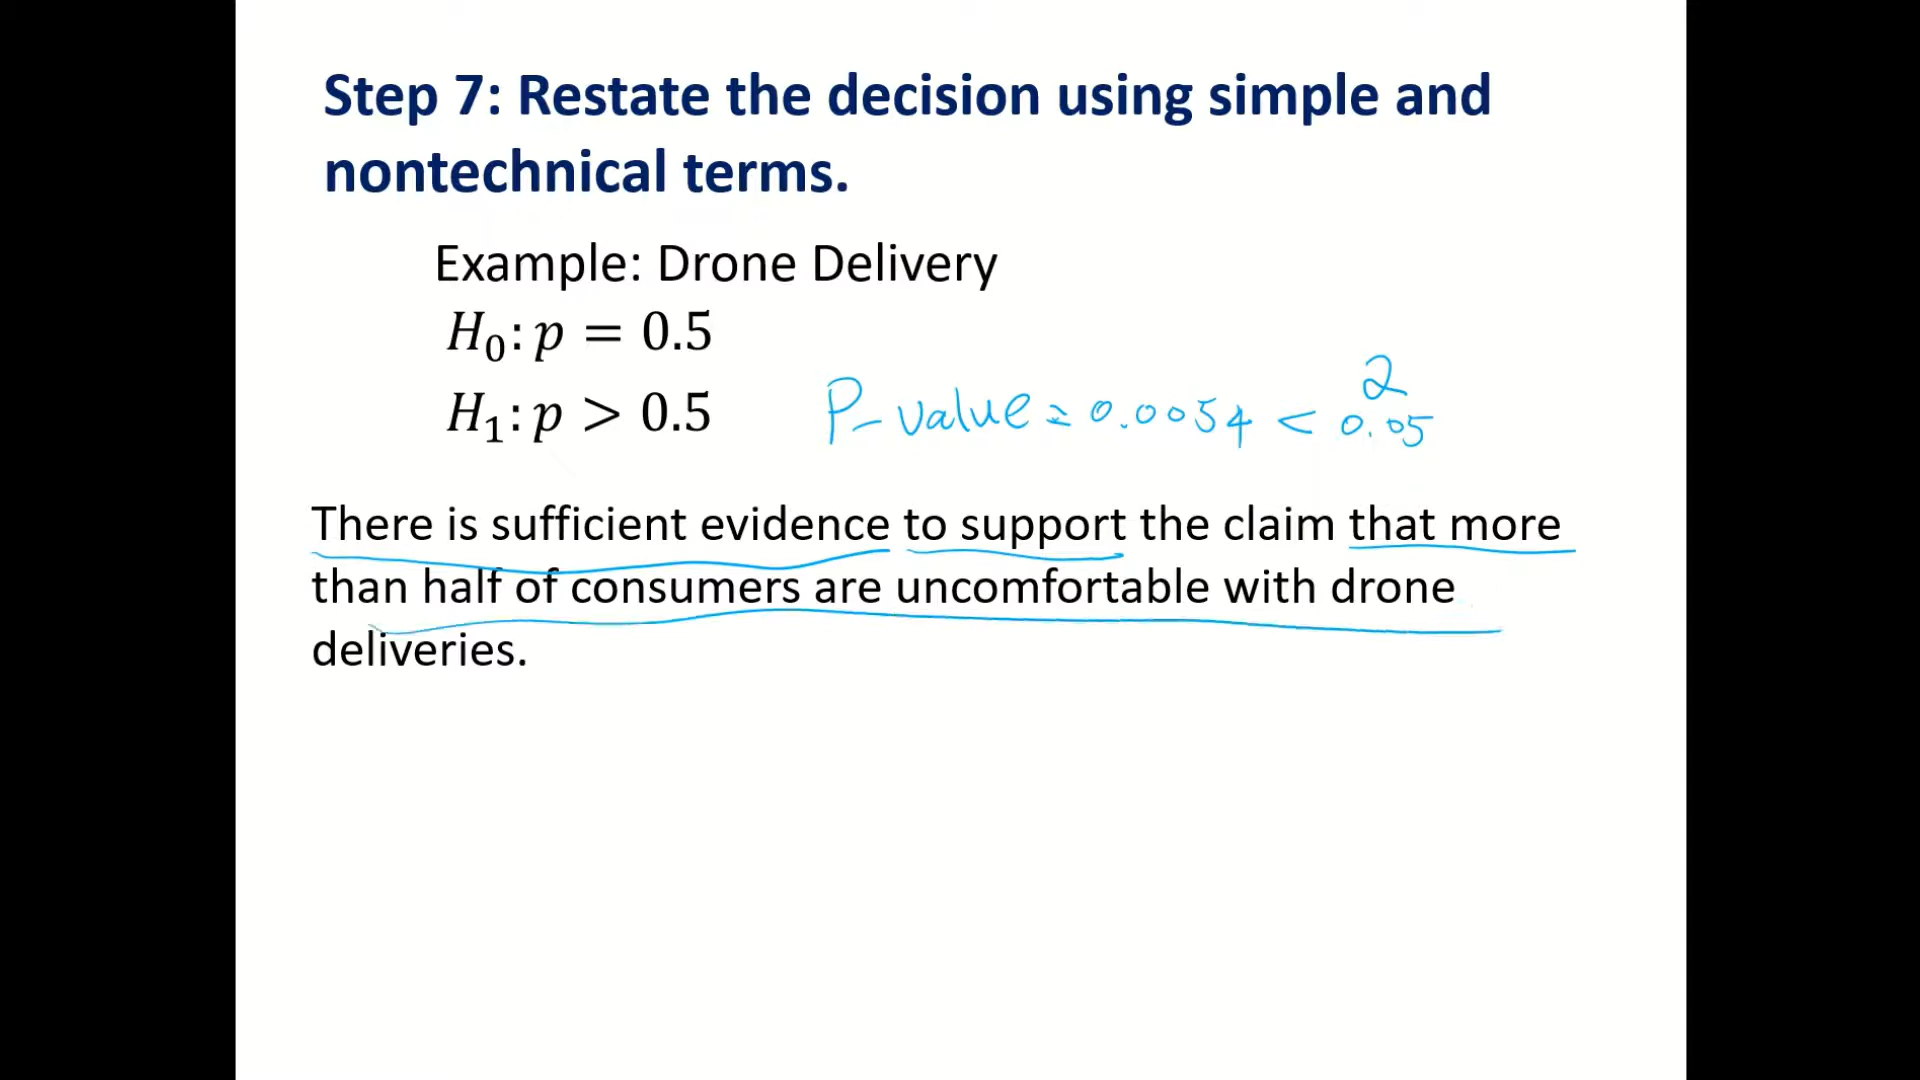 Step 7: Restate the decision using simple and
nontechnical terms.
Example: Drone Delivery
H₀: p = 0.5
H₁: p > 0.5
2
P-value = 0.0054 < 0.05
There is sufficient evidence to support the claim that more
than half of consumers are uncomfortable with drone
deliveries.